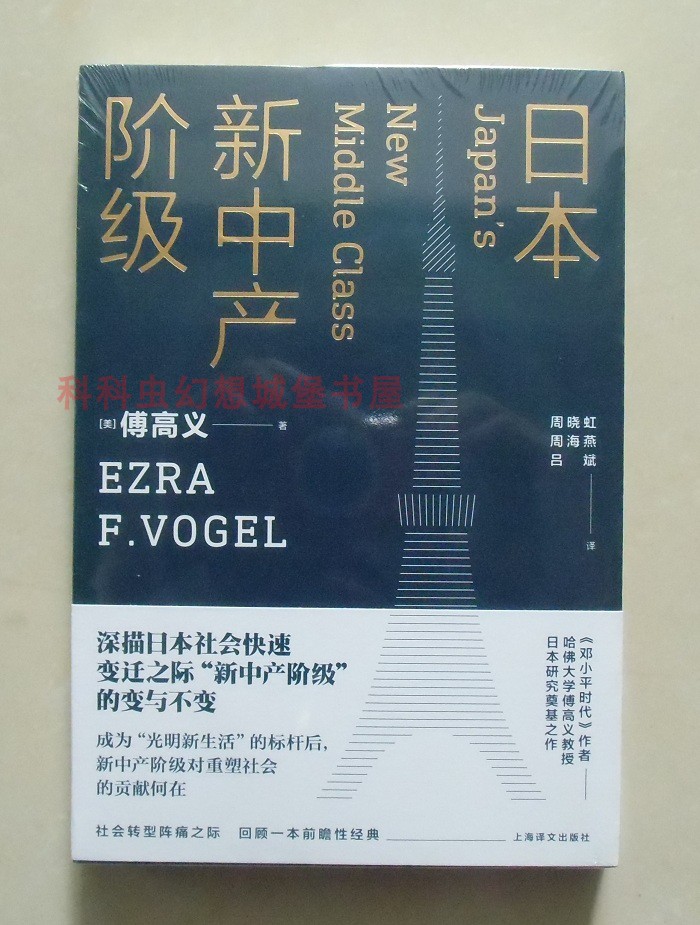 日本
Japan's
New
Middle Class
新中产
阶级
科科虫幻想城堡书屋
[美] 傅高义 著
EZRA
F.VOGEL
周晓虹
周海燕
吕斌
译
深描日本社会快速
变迁之际“新中产阶级”
的变与不变
成为“光明新生活”的标杆后,
新中产阶级对重塑社会
的贡献何在
《邓小平时代》作者
哈佛大学傅高义教授
日本研究奠基之作
社会转型阵痛之际 回顾一本前瞻性经典
上海译文出版社